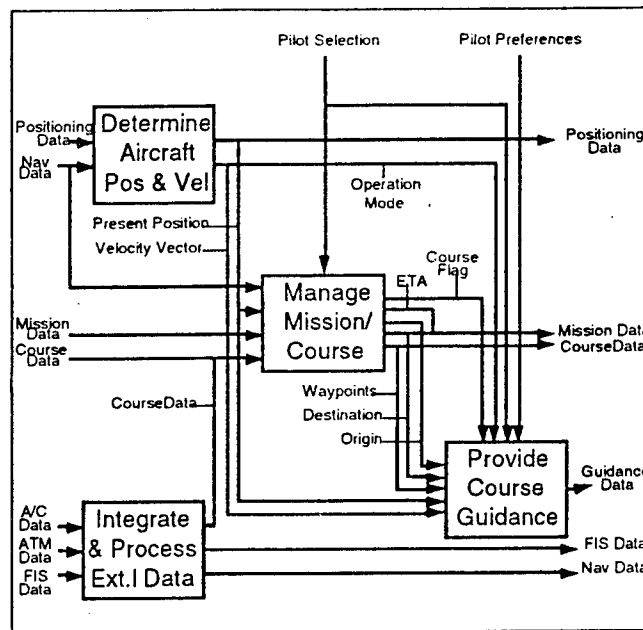 Pilot Selection
Pilot Preferences
Positioning
Data
Nav
Data
Determine
Aircraft
Pos & Vel
Positioning
Data
Operation
Mode
Present Position
Velocity Vector
Course
Flag
ETA
Manage
Mission/
Course
Mission
Data
Course
Data
Mission Data
CourseData
CourseData
Waypoints
Destination
Origin
Provide
Course
Guidance
Guidance
Data
A/C
Data
ATM
Data
FIS
Data
Integrate
& Process
Ext.l Data
FIS Data
Nav Data